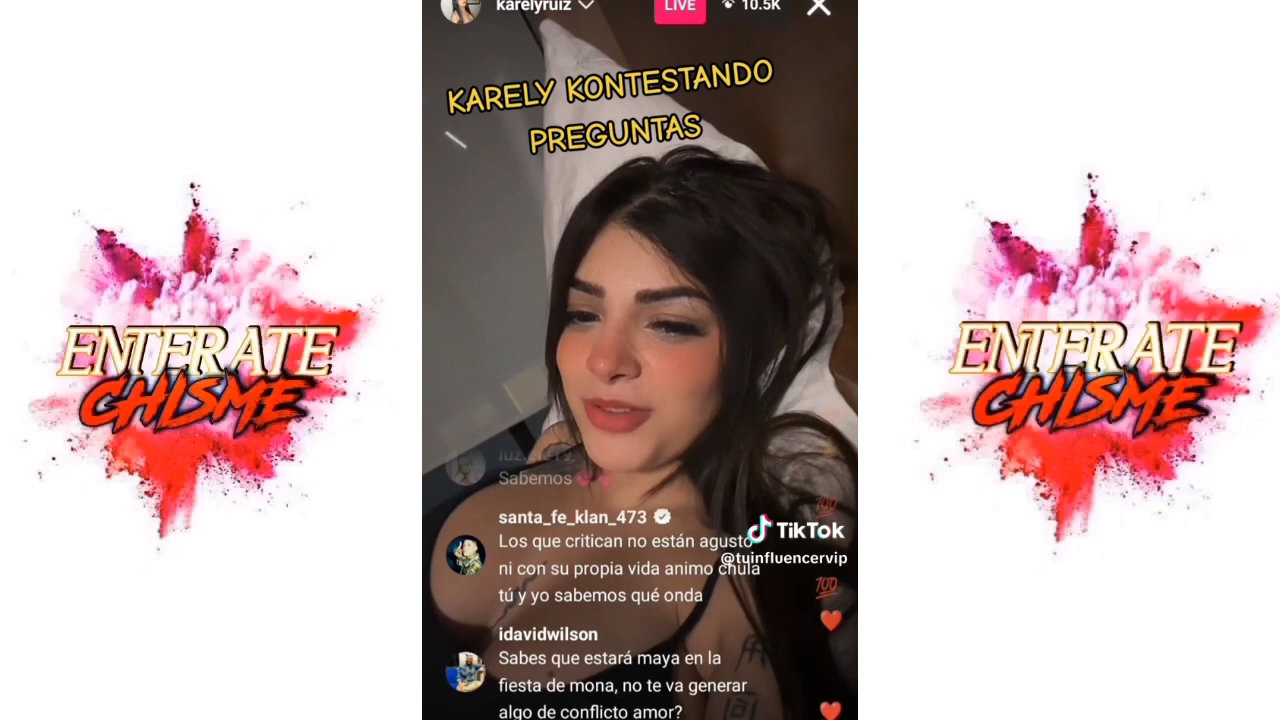 karelyruiz
LIVE
10.5K
KARELY KONTESTANDO
PREGUNTAS
ENTERATE
CHISME
ENTERATE
CHISME
Sabemos
santa_fe_klan_473
Los que critican no están agusto
ni con su propia vida animo chula
tú y yo sabemos qué onda
TikTok
@tuinfluencervip
100
100
idavidwilson
Sabes que estará maya en la
fiesta de mona, no te va generar
algo de conflicto amor?